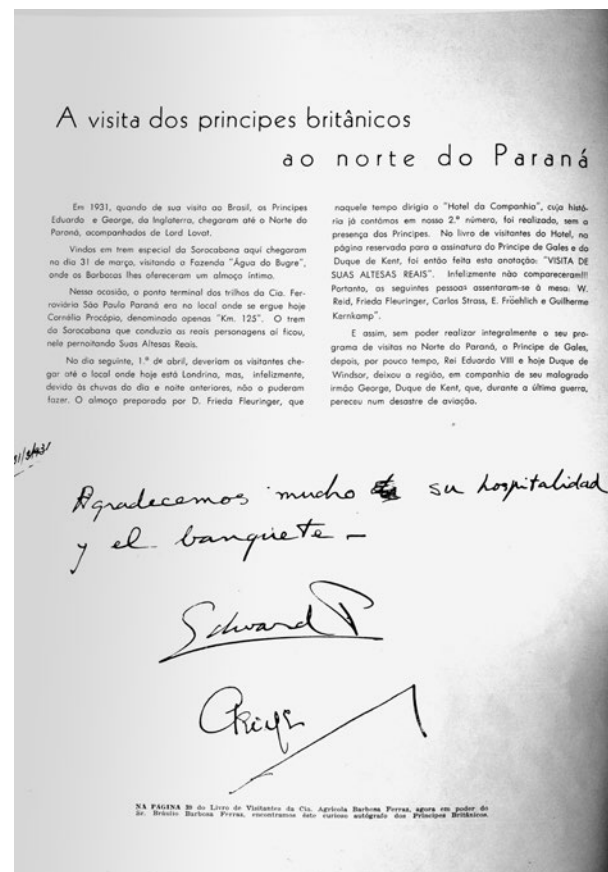 A visita dos principes britânicos
ao norte do Paraná
Em 1931, quando de sua visita ao Brasil, os Principes
Eduardo e George, da Inglaterra, chegaram até o Norte do
Paraná, acompanhados de Lord Lovat.
Vindos em trem especial da Sorocabana aqui chegaram
no dia 31 de março, visitando a Fazenda "Água do Bugre",
onde os Barbosas lhes ofereceram um almoço íntimo.
Nessa ocasião, o ponto terminal dos trilhos da Cia. Fer-
roviária São Paulo Paraná era no local onde se ergue hoje
Cornélio Procópio, denominado apenas "Km. 125". O trem
da Sorocabana que conduzia as reais personagens aí ficou,
nele pernoitando Suas Altesas Reais.
No dia seguinte, 1.º de abril, deveriam os visitantes che-
gar até o local onde hoje está Londrina, mas, infelizmente,
devido às chuvas do dia e noite anteriores, não o puderam
fazer. O almoço preparado por D. Frieda Fleuringer, que
naquele tempo dirigia o "Hotel da Companhia", cuja histó-
ria já contámos em nosso 2.º número, foi realizado, sem a
presença dos Principes. No livro de visitantes do Hotel, na
página reservada para a assinatura do Principe de Gales e do
Duque de Kent, foi então feita esta anotação: "VISITA DE
SUAS ALTESAS REAIS". Infelizmente não compareceram!!!
Portanto, as seguintes pessoas assentaram-se à mesa: W.
Reid, Frieda Fleuringer, Carlos Strass, E. Fröehlich e Guilherme
Kernkamp".
E assim, sem poder realizar integralmente o seu pro-
grama de visitas no Norte do Paraná, o Principe de Gales,
depois, por pouco tempo, Rei Eduardo VIII e hoje Duque de
Windsor, deixou a região, em companhia de seu malogrado
irmão George, Duque de Kent, que, durante a última guerra,
pereceu num desastre de aviação.
Agradecemos mucho su hospitalidad
y el banquete -
Edward P
George
NA PÁGINA 39 do Livro de Visitantes da Cia. Agrícola Barbosa Ferraz, agora em poder do
Sr. Bráulio Barbosa Ferraz, encontramos êste curioso autógrafo dos Príncipes Britânicos.